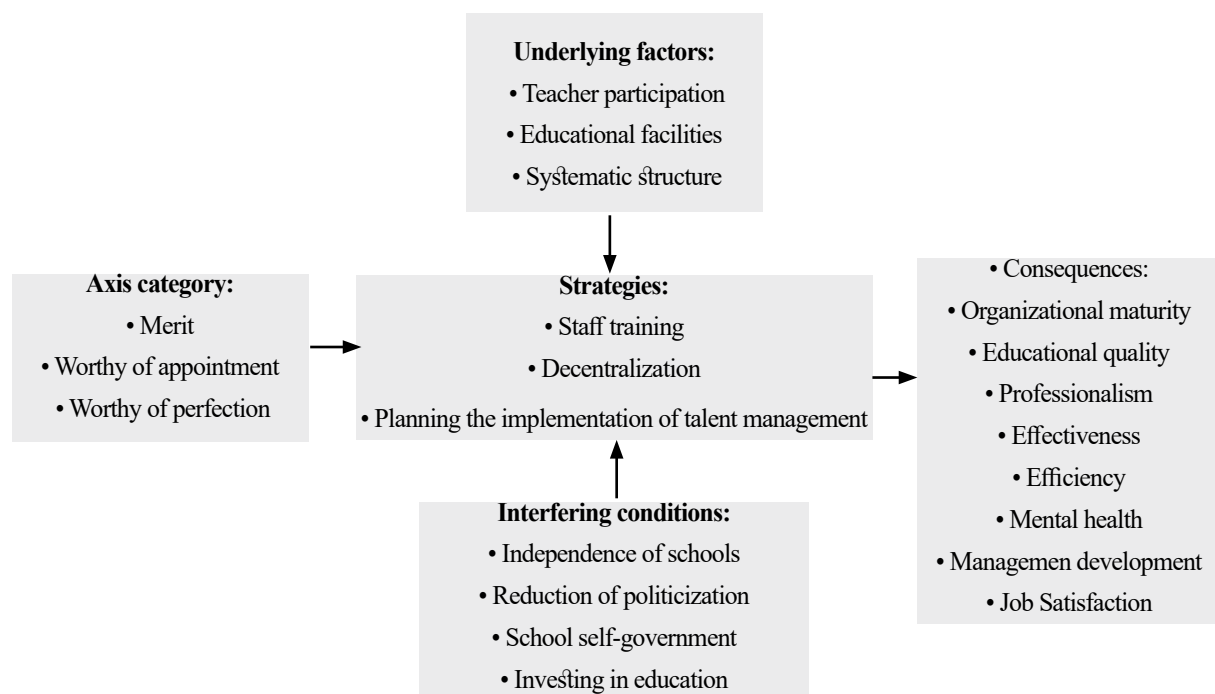 Underlying factors:
• Teacher participation
• Educational facilities
• Systematic structure
Axis category:
• Merit
• Worthy of appointment
• Worthy of perfection
Strategies:
• Staff training
• Decentralization
• Planning the implementation of talent management
• Consequences:
• Organizational maturity
• Educational quality
• Professionalism
• Effectiveness
• Efficiency
• Mental health
• Managemen development
• Job Satisfaction
Interfering conditions:
• Independence of schools
• Reduction of politicization
• School self-government
• Investing in education